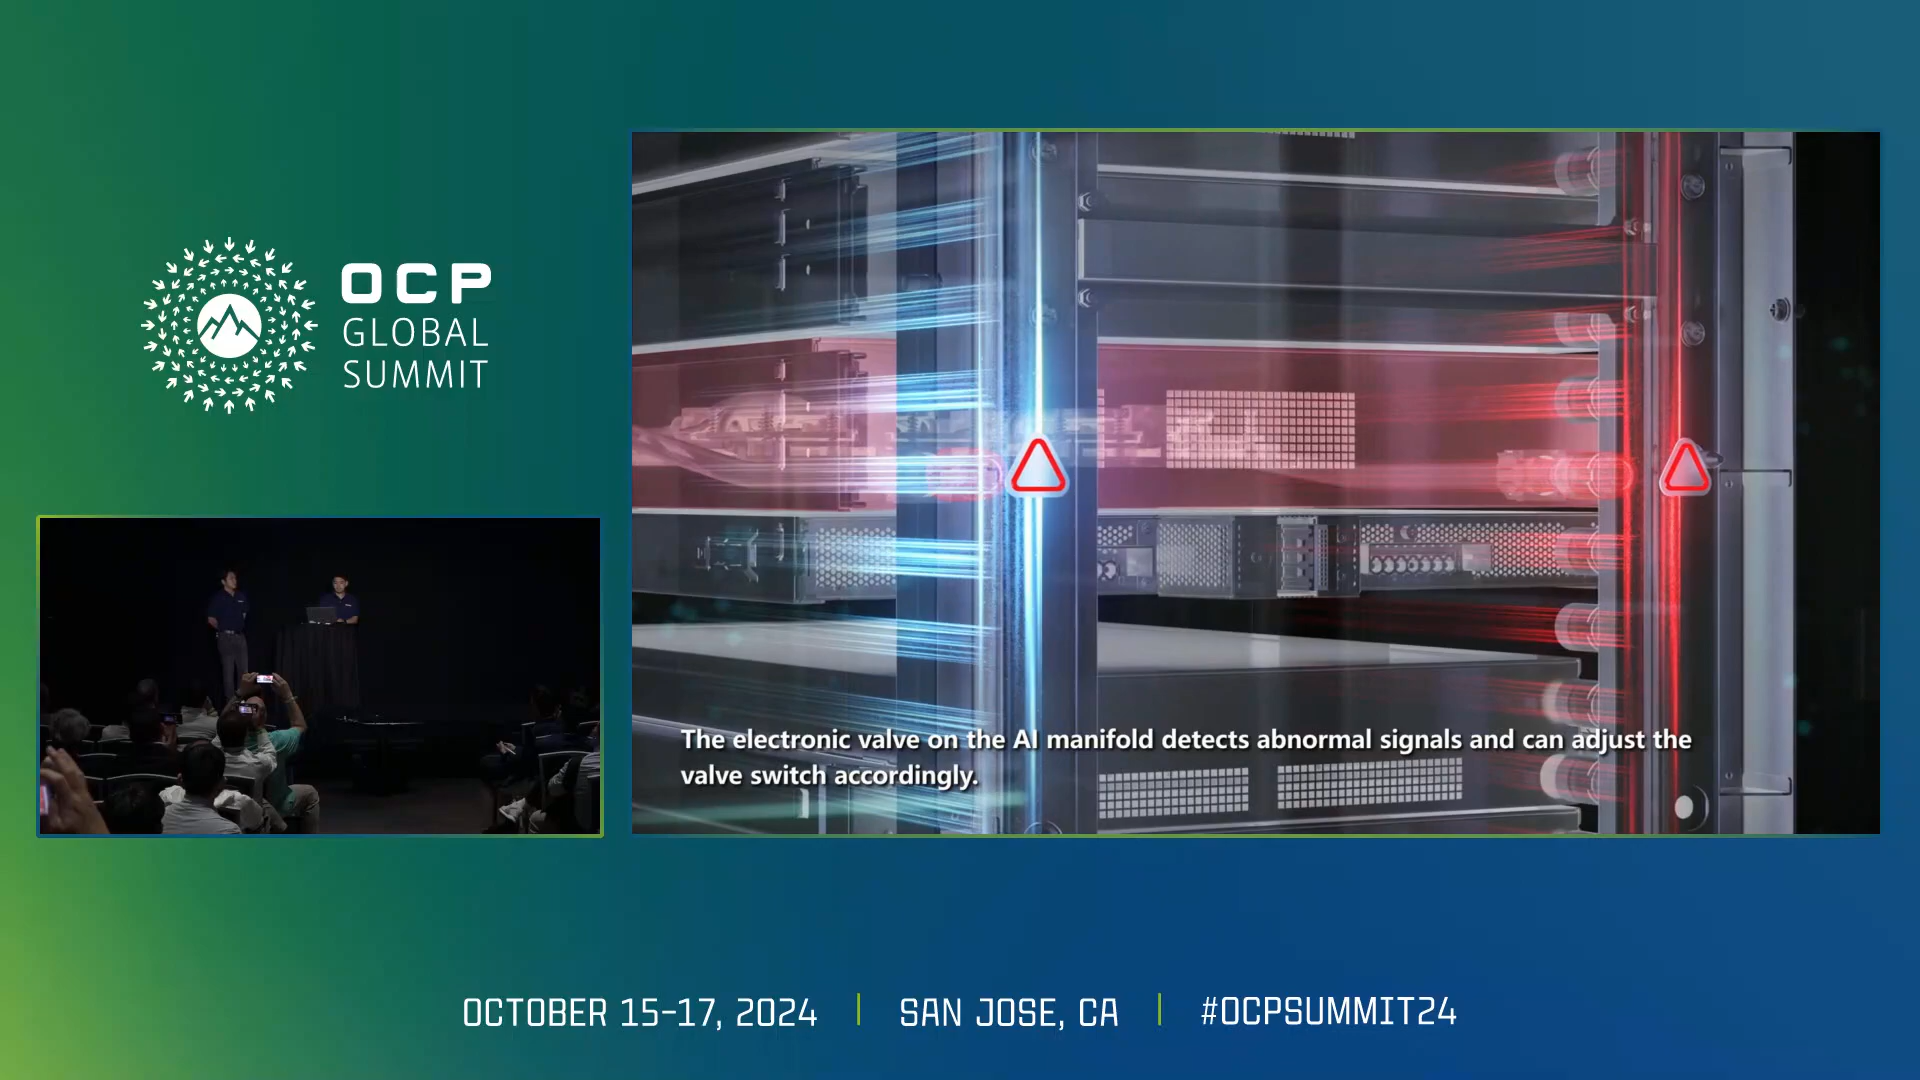 OCP
GLOBAL
SUMMIT
The electronic valve on the AI manifold detects abnormal signals and can adjust the
valve switch accordingly.
OCTOBER 15-17, 2024
SAN JOSE, CA
#OCPSUMMIT24